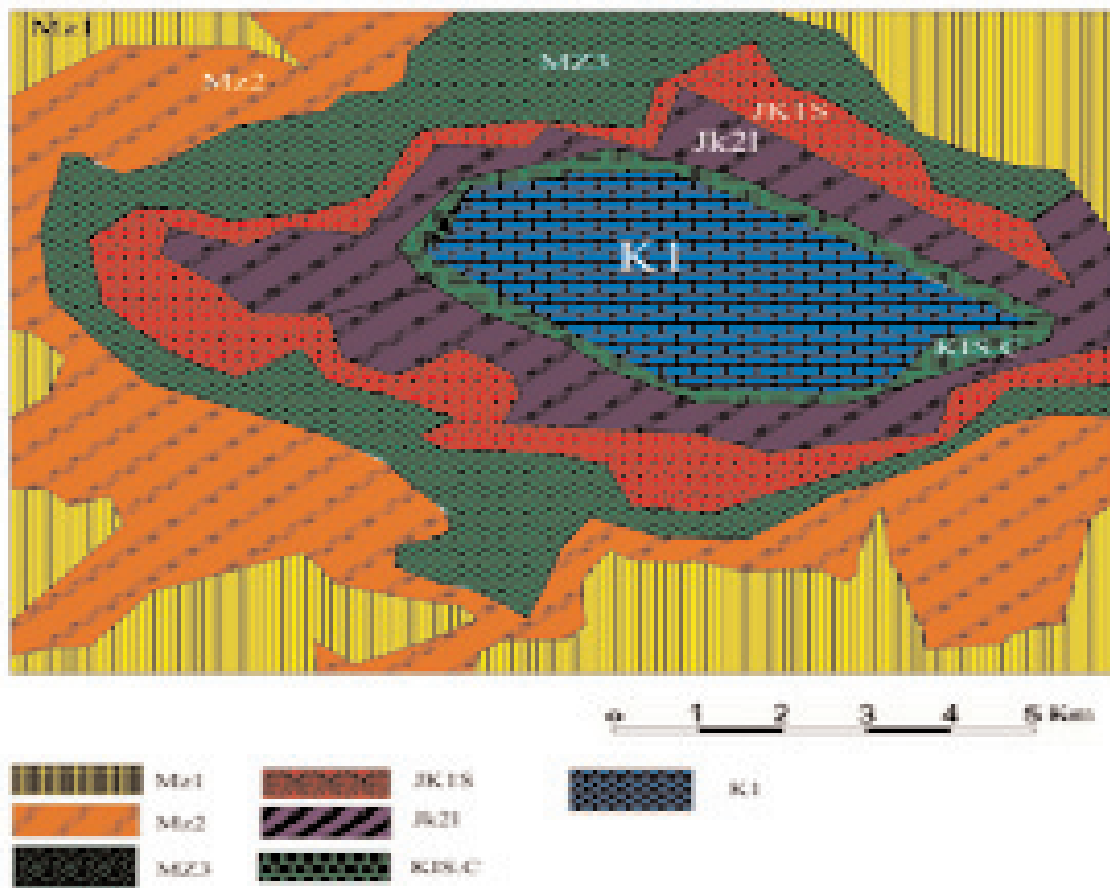 Mz1
Mz2
MZ3
JK1S
Jk2l
K1
K1S-C
o 1 2 3 4 5 Km
Mz1 JK1S K1
Mz2 Jk2l
MZ3 K1S-C